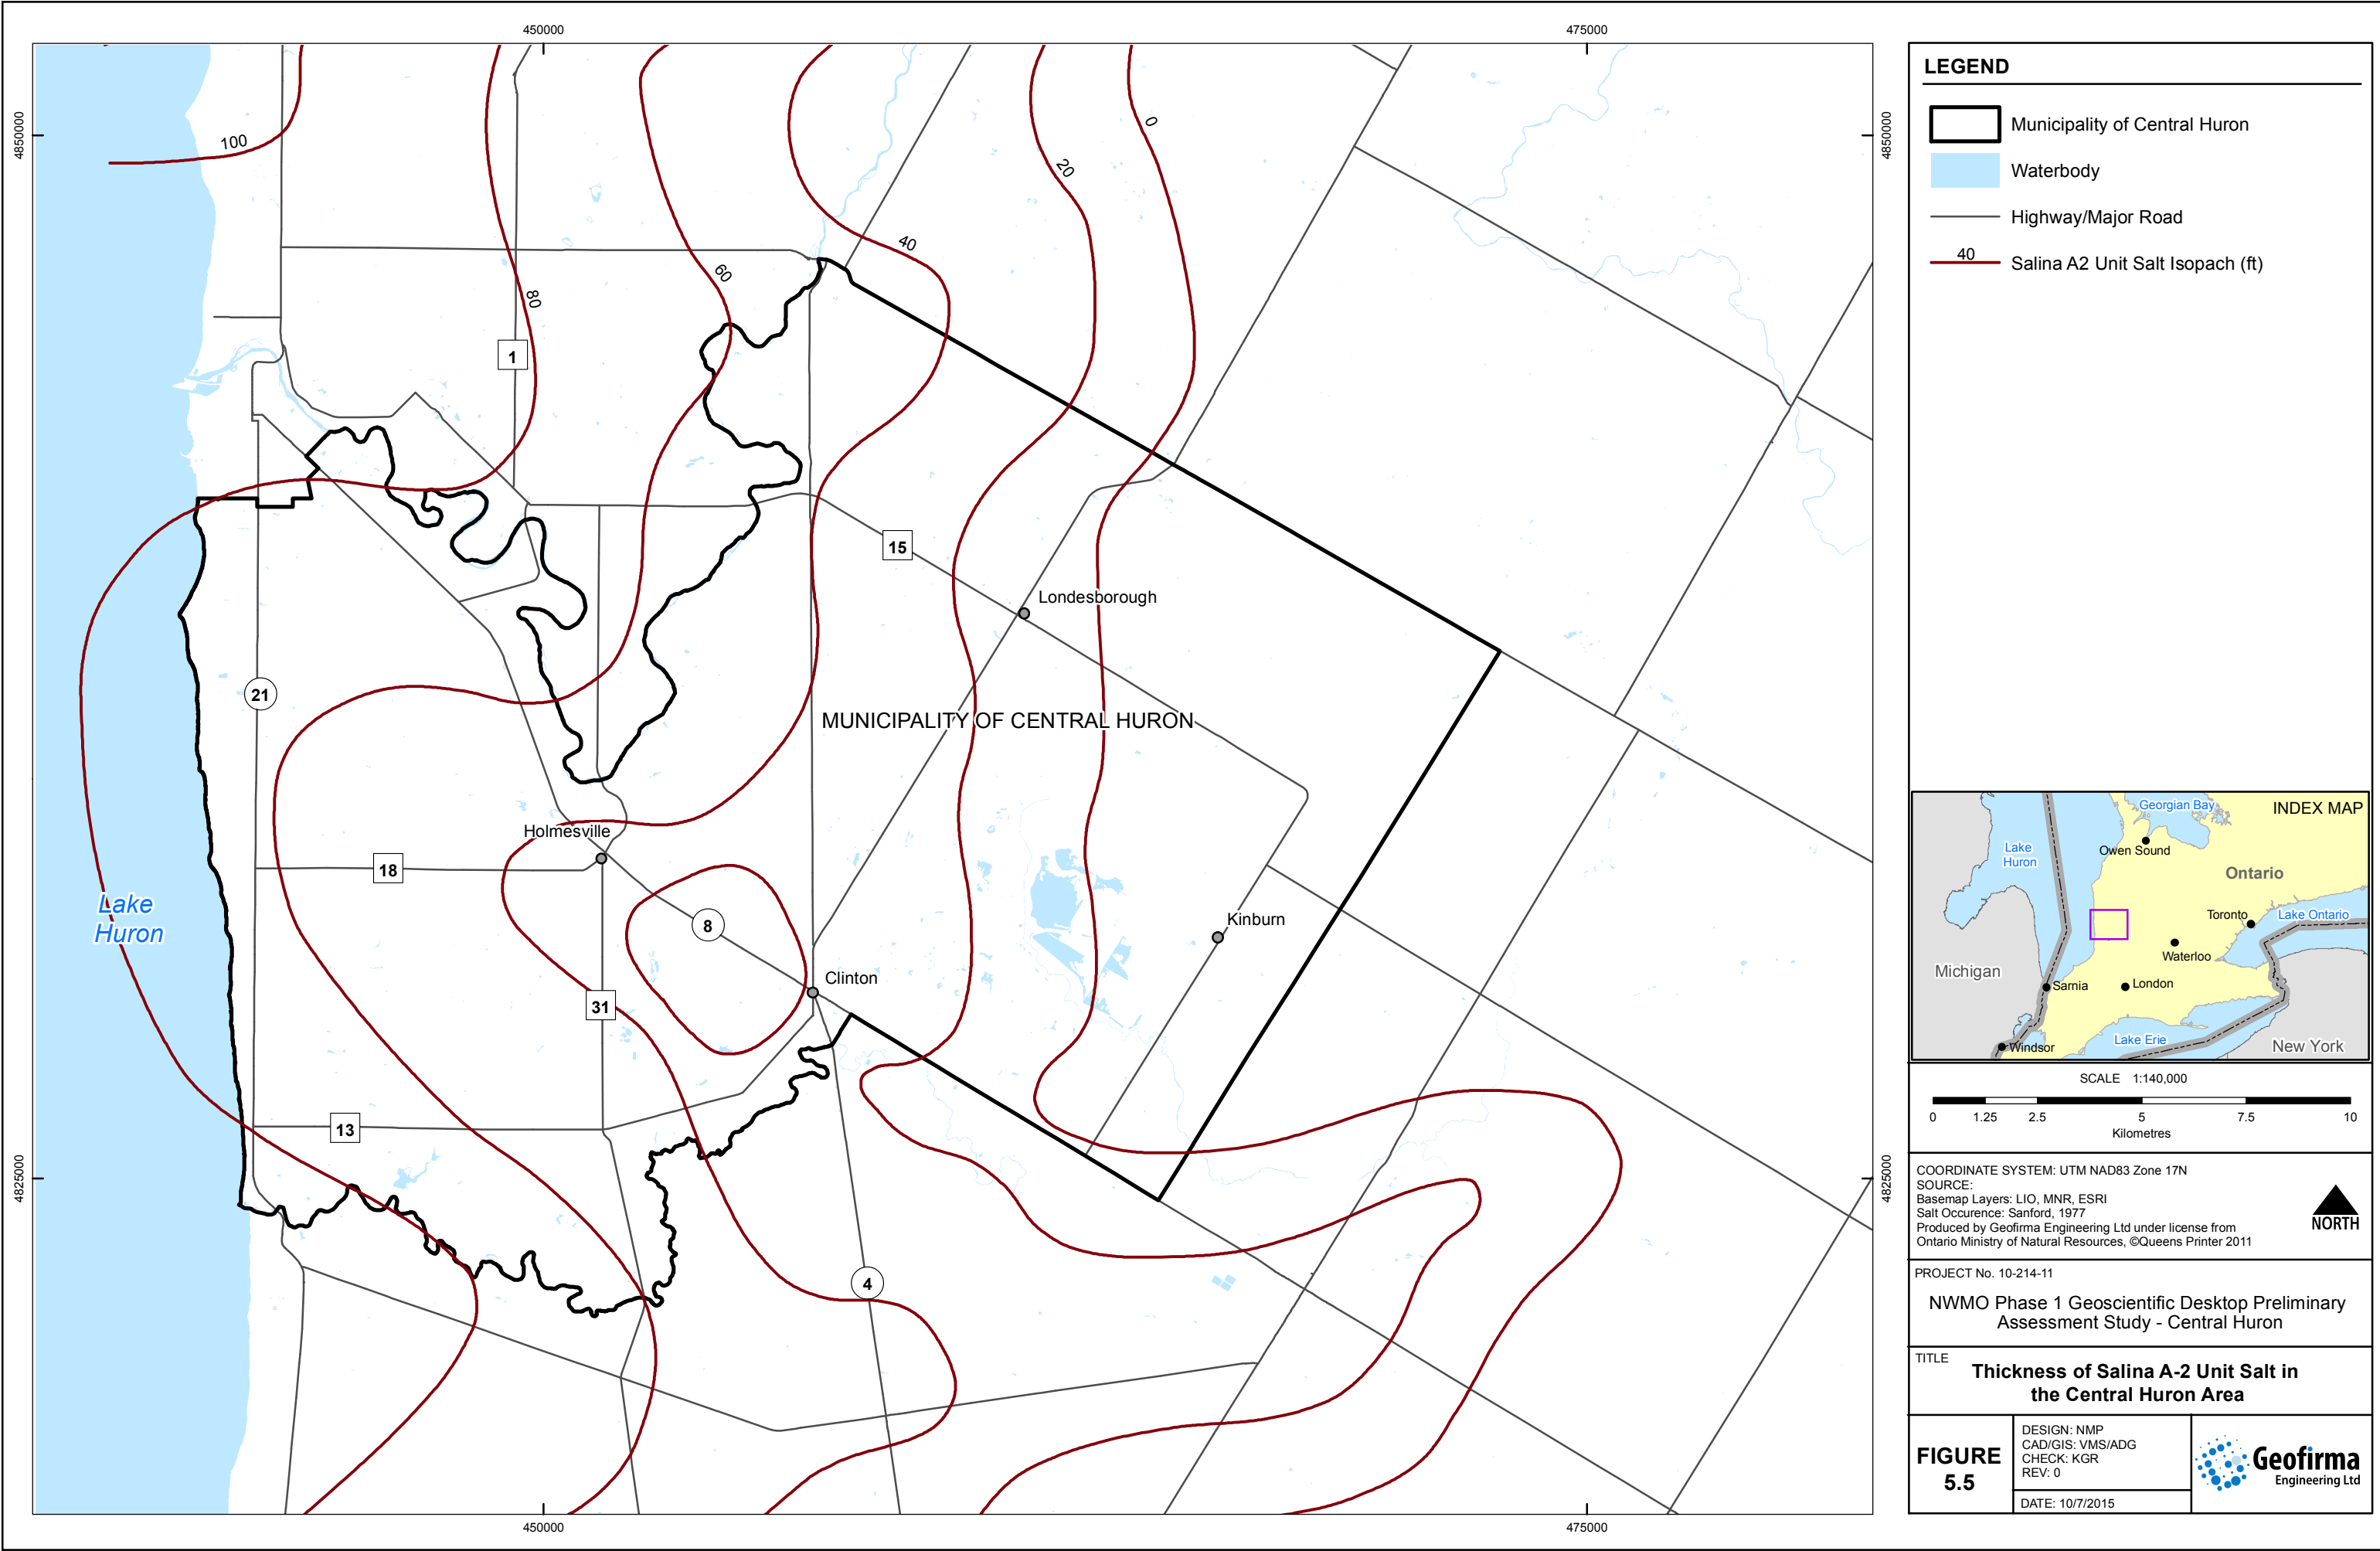 450000
475000
4850000
4850000
100
0
20
40
60
80
1
15
Londesborough
21
MUNICIPALITY OF CENTRAL HURON
Holmesville
18
8
Lake
Huron
Kinburn
Clinton
31
13
4825000
4825000
4
450000
475000
LEGEND
Municipality of Central Huron
Waterbody
Highway/Major Road
40
Salina A2 Unit Salt Isopach (ft)
INDEX MAP
Georgian Bay
Lake
Huron
Owen Sound
Ontario
Toronto
Lake Ontario
Waterloo
Michigan
Sarnia
London
Windsor
Lake Erie
New York
SCALE 1:140,000
0 1.25 2.5 5 7.5 10
Kilometres
COORDINATE SYSTEM: UTM NAD83 Zone 17N
SOURCE:
Basemap Layers: LIO, MNR, ESRI
Salt Occurence: Sanford, 1977
Produced by Geofirma Engineering Ltd under license from
Ontario Ministry of Natural Resources, ©Queens Printer 2011
NORTH
PROJECT No. 10-214-11
NWMO Phase 1 Geoscientific Desktop Preliminary
Assessment Study - Central Huron
TITLE
Thickness of Salina A-2 Unit Salt in
the Central Huron Area
FIGURE
5.5
DESIGN: NMP
CAD/GIS: VMS/ADG
CHECK: KGR
REV: 0
DATE: 10/7/2015
Geofirma
Engineering Ltd